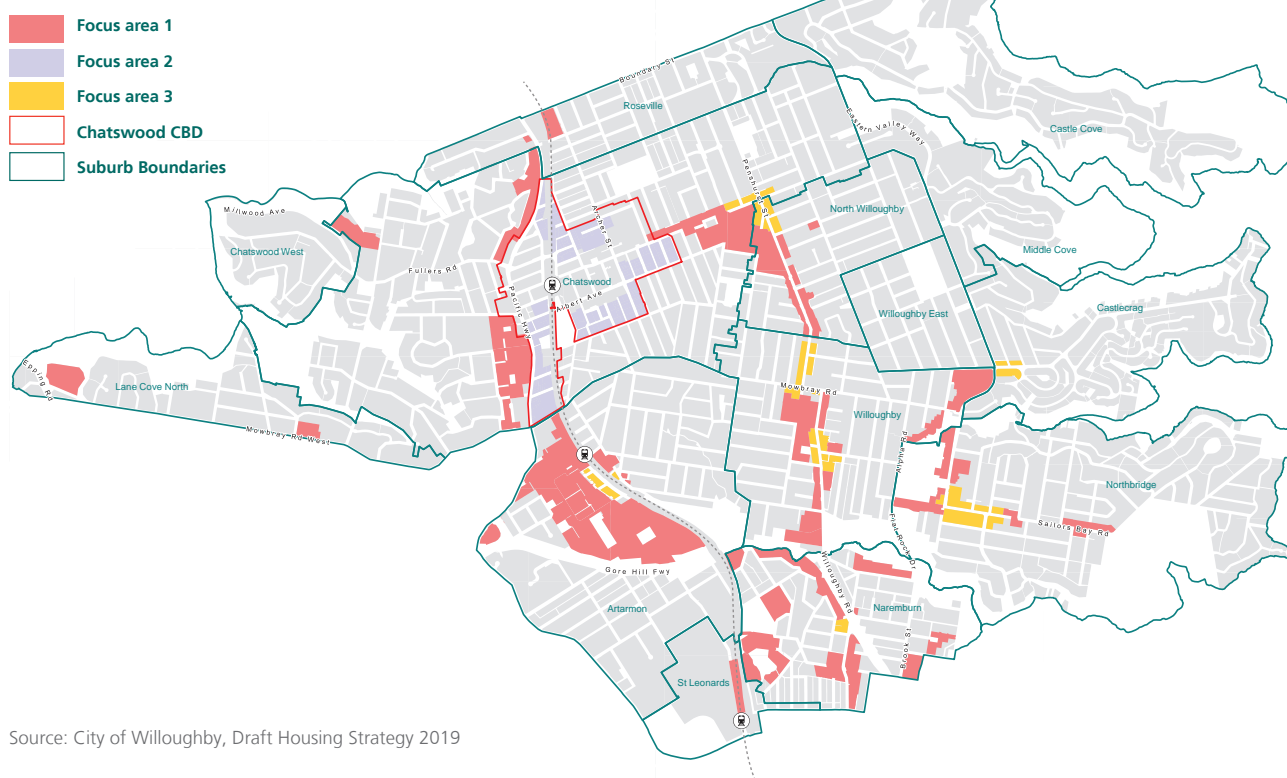 Focus area 1
Focus area 2
Focus area 3
Chatswood CBD
Suburb Boundaries
Boundary St
Roseville
Castle Cove
Eastern Valley Way
Penshurst St
Millwood Ave
Chatswood West
Fullers Rd
Archer St
North Willoughby
Middle Cove
Chatswood
Albert Ave
Pacific Hwy
Willoughby East
Castlecrag
Epping Rd
Lane Cove North
Mowbray Rd West
Mowbray Rd
Willoughby
Alpha Rd
Northbridge
Sailors Bay Rd
Flat Rock Dr
Gore Hill Fwy
Artarmon
Willoughby Rd
Naremburn
Brook St
St Leonards
Source: City of Willoughby, Draft Housing Strategy 2019